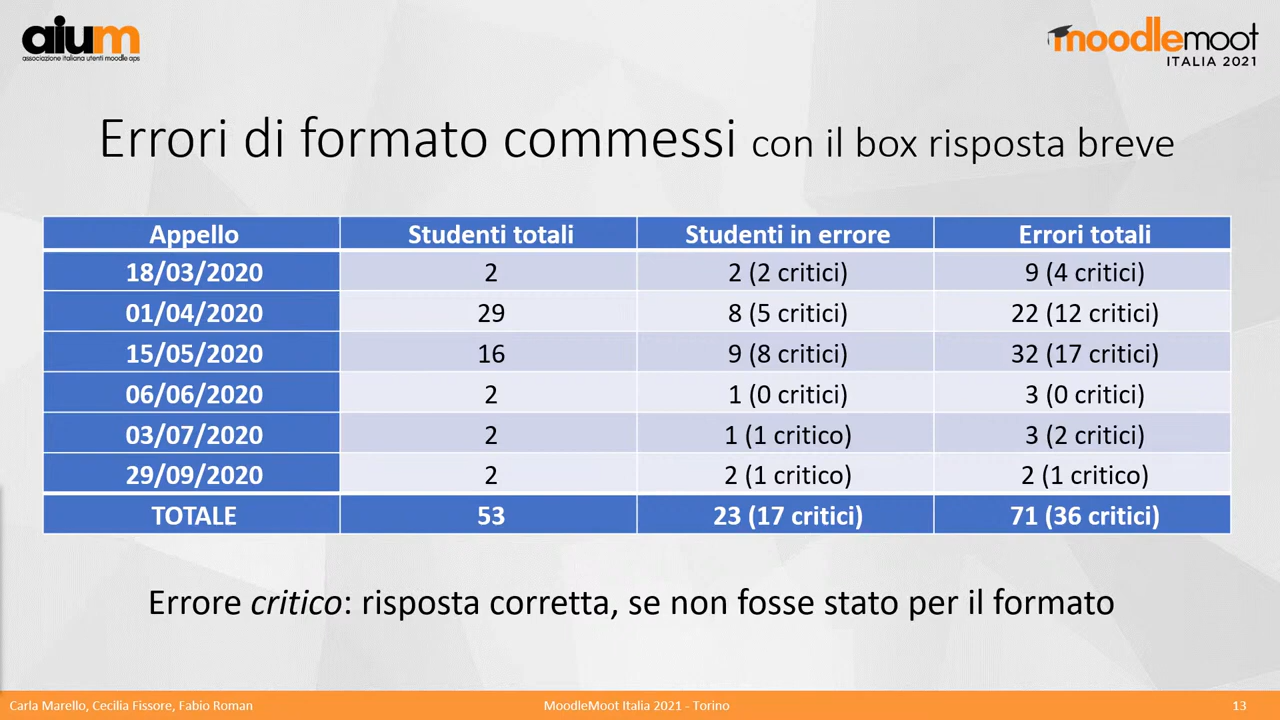 aium
associazione italiana utenti moodle aps
moodlemoot
ITALIA 2021
Errori di formato commessi con il box risposta breve
Appello Studenti totali Studenti in errore Errori totali
18/03/2020 2 2 (2 critici) 9 (4 critici)
01/04/2020 29 8 (5 critici) 22 (12 critici)
15/05/2020 16 9 (8 critici) 32 (17 critici)
06/06/2020 2 1 (0 critici) 3 (0 critici)
03/07/2020 2 1 (1 critico) 3 (2 critici)
29/09/2020 2 2 (1 critico) 2 (1 critico)
TOTALE 53 23 (17 critici) 71 (36 critici)
Errore critico: risposta corretta, se non fosse stato per il formato
Carla Marello, Cecilia Fissore, Fabio Roman MoodleMoot Italia 2021 - Torino 13